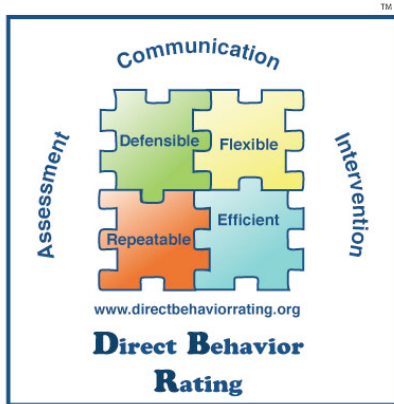 TM
Communication
Assessment
Intervention
Defensible
Flexible
Repeatable
Efficient
www.directbehaviorrating.org
Direct Behavior
Rating